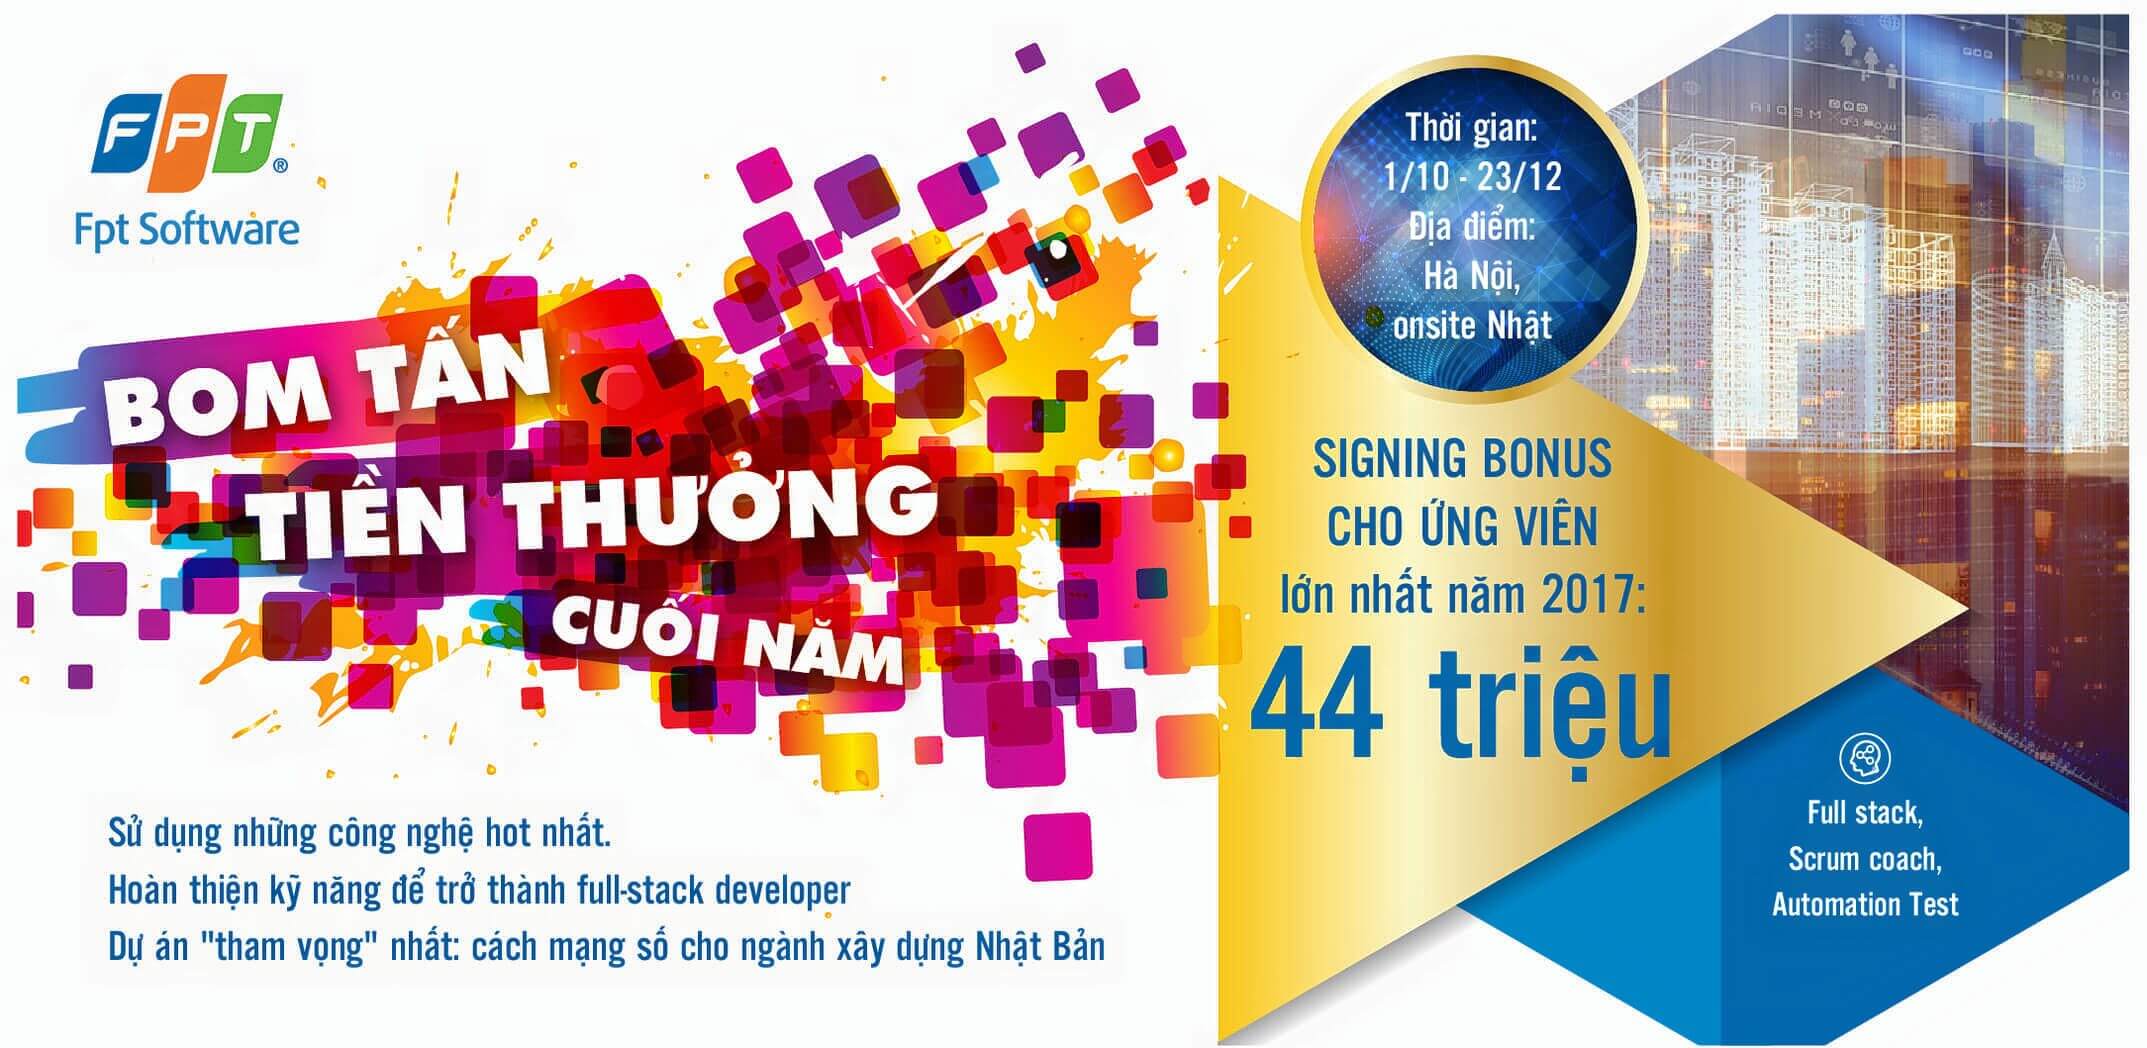 FPT®
Fpt Software
BOM TẤN
TIỀN THƯỞNG
CUỐI NĂM
Sử dụng những công nghệ hot nhất.
Hoàn thiện kỹ năng để trở thành full-stack developer
Dự án "tham vọng" nhất: cách mạng số cho ngành xây dựng Nhật Bản
Thời gian:
1/10 - 23/12
Địa điểm:
Hà Nội,
onsite Nhật
SIGNING BONUS
CHO ỨNG VIÊN
lớn nhất năm 2017:
44 triệu
Full stack,
Scrum coach,
Automation Test